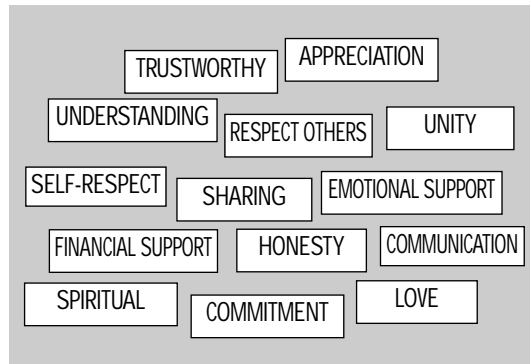 TRUSTWORTHY
APPRECIATION
UNDERSTANDING
RESPECT OTHERS
UNITY
SELF-RESPECT
SHARING
EMOTIONAL SUPPORT
FINANCIAL SUPPORT
HONESTY
COMMUNICATION
SPIRITUAL
COMMITMENT
LOVE